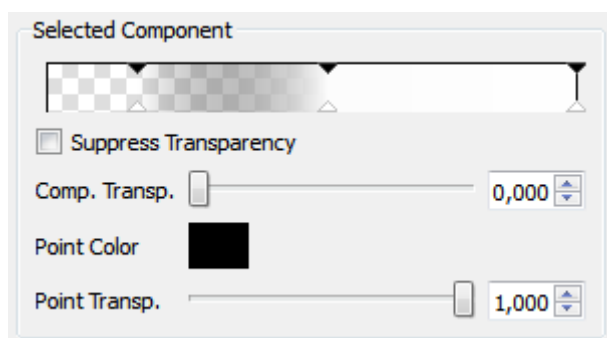 Selected Component
Suppress Transparency
Comp. Transp. 0,000
Point Color
Point Transp. 1,000